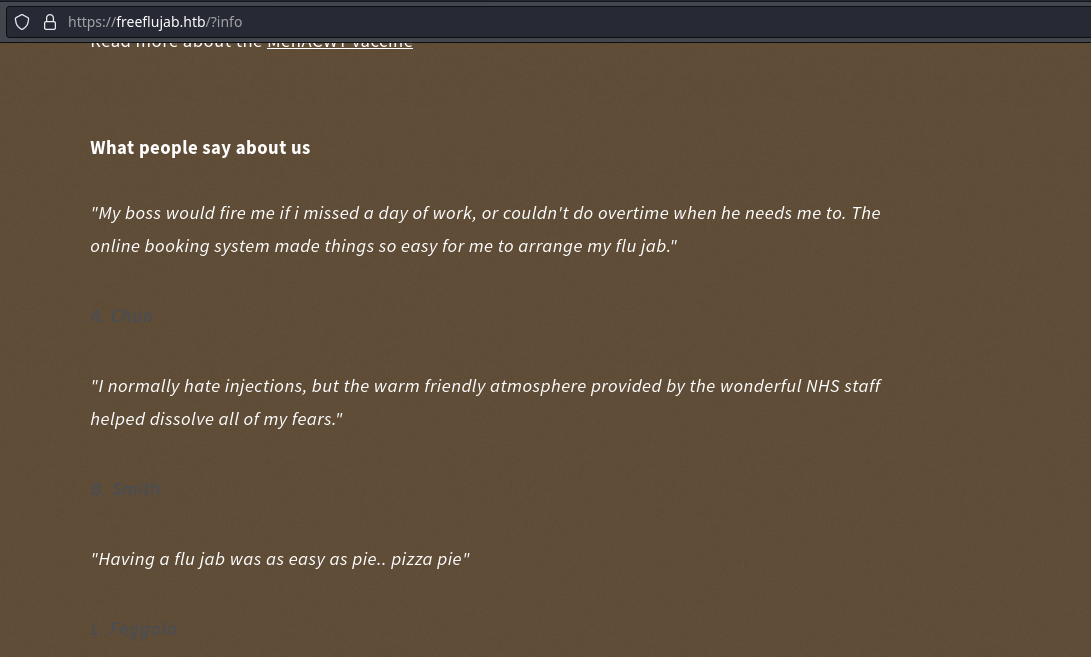 https://freeflujab.htb/?info
Read more about the MenACWY vaccine
What people say about us
"My boss would fire me if i missed a day of work, or couldn't do overtime when he needs me to. The
online booking system made things so easy for me to arrange my flu jab."
"I normally hate injections, but the warm friendly atmosphere provided by the wonderful NHS staff
helped dissolve all of my fears."
Smith
"Having a flu jab was as easy as pie.. pizza pie"